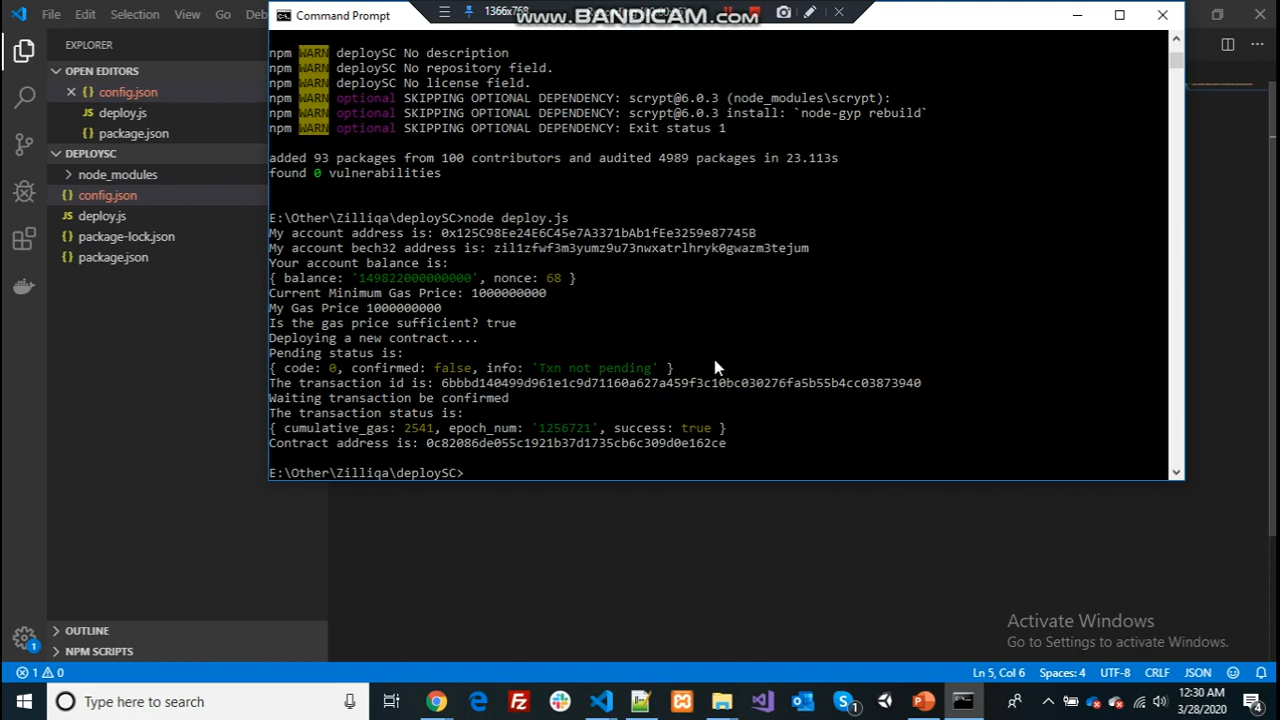 File Edit Selection View Go Deb
1366x768
www.BANDICAM.com
Command Prompt
EXPLORER
OPEN EDITORS
{} config.json
JS deploy.js
{} package.json
DEPLOYSC
node_modules
{} config.json
JS deploy.js
{} package-lock.json
{} package.json
OUTLINE
NPM SCRIPTS
npm WARN deploySC No description
npm WARN deploySC No repository field.
npm WARN deploySC No license field.
npm WARN optional SKIPPING OPTIONAL DEPENDENCY: scrypt@6.0.3 (node_modules\scrypt):
npm WARN optional SKIPPING OPTIONAL DEPENDENCY: scrypt@6.0.3 install: `node-gyp rebuild`
npm WARN optional SKIPPING OPTIONAL DEPENDENCY: Exit status 1
added 93 packages from 100 contributors and audited 4989 packages in 23.113s
found 0 vulnerabilities
E:\Other\Zilliqa\deploySC>node deploy.js
My account address is: 0x125C98Ee24E6C45e7A3371bAb1fEe3259e87745B
My account bech32 address is: zil1zfwf3m3yumz9u73nwxatrlhryk0gwazm3tejum
Your account balance is:
{ balance: '149822000000000', nonce: 68 }
Current Minimum Gas Price: 1000000000
My Gas Price 1000000000
Is the gas price sufficient? true
Deploying a new contract....
Pending status is:
{ code: 0, confirmed: false, info: 'Txn not pending' }
The transaction id is: 6bbbd140499d961e1c9d71160a627a459f3c10bc030276fa5b55b4cc03873940
Waiting transaction be confirmed
The transaction status is:
{ cumulative_gas: 2541, epoch_num: '1256721', success: true }
Contract address is: 0c82086de055c1921b37d1735cb6c309d0e162ce
E:\Other\Zilliqa\deploySC>
Activate Windows
Go to Settings to activate Windows.
1
1 0
Ln 5, Col 6 Spaces: 4 UTF-8 CRLF JSON
Type here to search
1
12:30 AM
3/28/2020
4